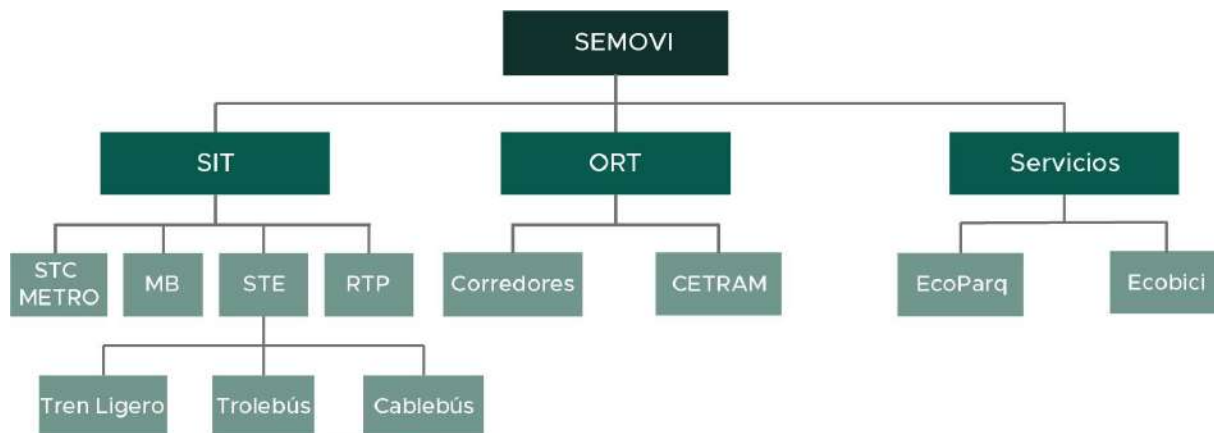 SEMOVI
SIT
ORT
Servicios
STC
METRO
MB
STE
RTP
Corredores
CETRAM
EcoParq
Ecobici
Tren Ligero
Trolebús
Cablebús